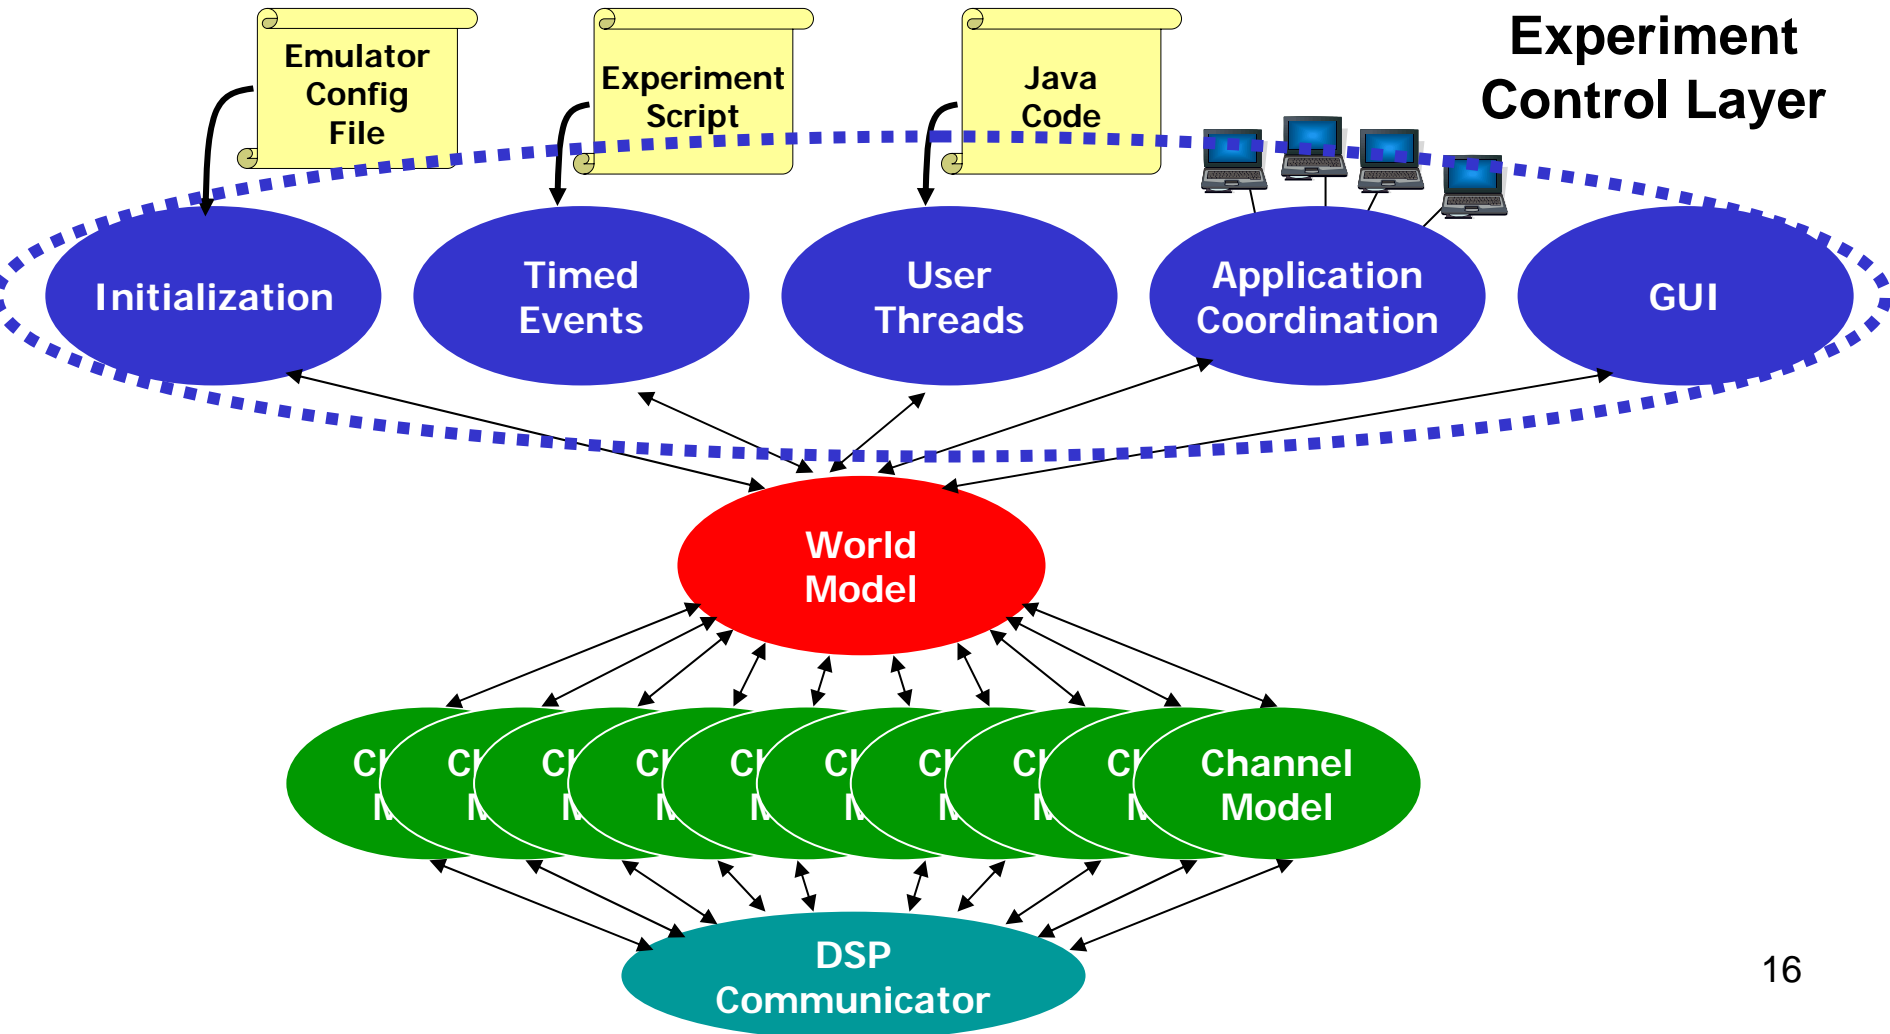 Experiment
Control Layer
Emulator
Config
File
Experiment
Script
Java
Code
Initialization
Timed
Events
User
Threads
Application
Coordination
GUI
World
Model
Channel
Model
DSP
Communicator
16